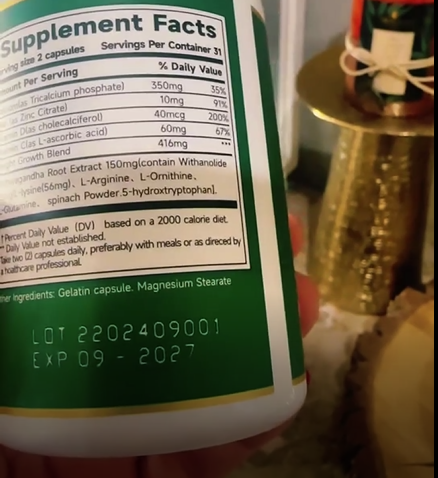 Supplement Facts
size 2 capsules Servings Per Container 31
Per Serving % Daily Value
Tricalcium phosphate) 350mg 35%
Zinc Citrate) 10mg 91%
cholecalciferol) 40mcg 200%
L-ascorbic acid) 60mg 67%
Growth Blend 416mg ***
Root Extract 150mg(contain Withanolide
(56mg)、L-Arginine、L-Ornithine、
spinach Powder.5-hydroxtryptophan].
†Percent Daily Value (DV) based on a 2000 calorie diet.
Daily Value not established.
Take two (2) capsules daily, preferably with meals or as direced by
a healthcare professional.
Ingredients: Gelatin capsule. Magnesium Stearate
LOT 2202409001
EXP 09 - 2027